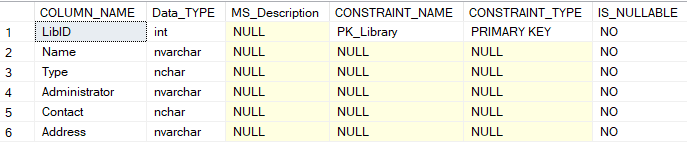 COLUMN_NAME Data_TYPE MS_Description CONSTRAINT_NAME CONSTRAINT_TYPE IS_NULLABLE
1 LibID int NULL PK_Library PRIMARY KEY NO
2 Name nvarchar NULL NULL NULL NO
3 Type nchar NULL NULL NULL NO
4 Administrator nvarchar NULL NULL NULL NO
5 Contact nchar NULL NULL NULL NO
6 Address nvarchar NULL NULL NULL NO